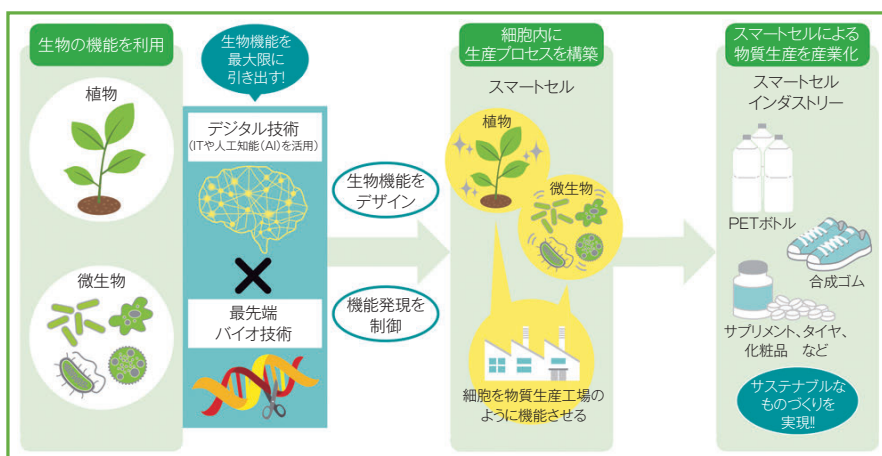 生物の機能を利用
植物
微生物
生物機能を
最大限に
引き出す!
デジタル技術
(ITや人工知能(AI)を活用)
最先端
バイオ技術
生物機能を
デザイン
機能発現を
制御
細胞内に
生産プロセスを構築
スマートセル
植物
微生物
細胞を物質生産工場の
ように機能させる
スマートセルによる
物質生産を産業化
スマートセル
インダストリー
PETボトル
合成ゴム
サプリメント、タイヤ、
化粧品 など
サステナブルな
ものづくりを
実現!!